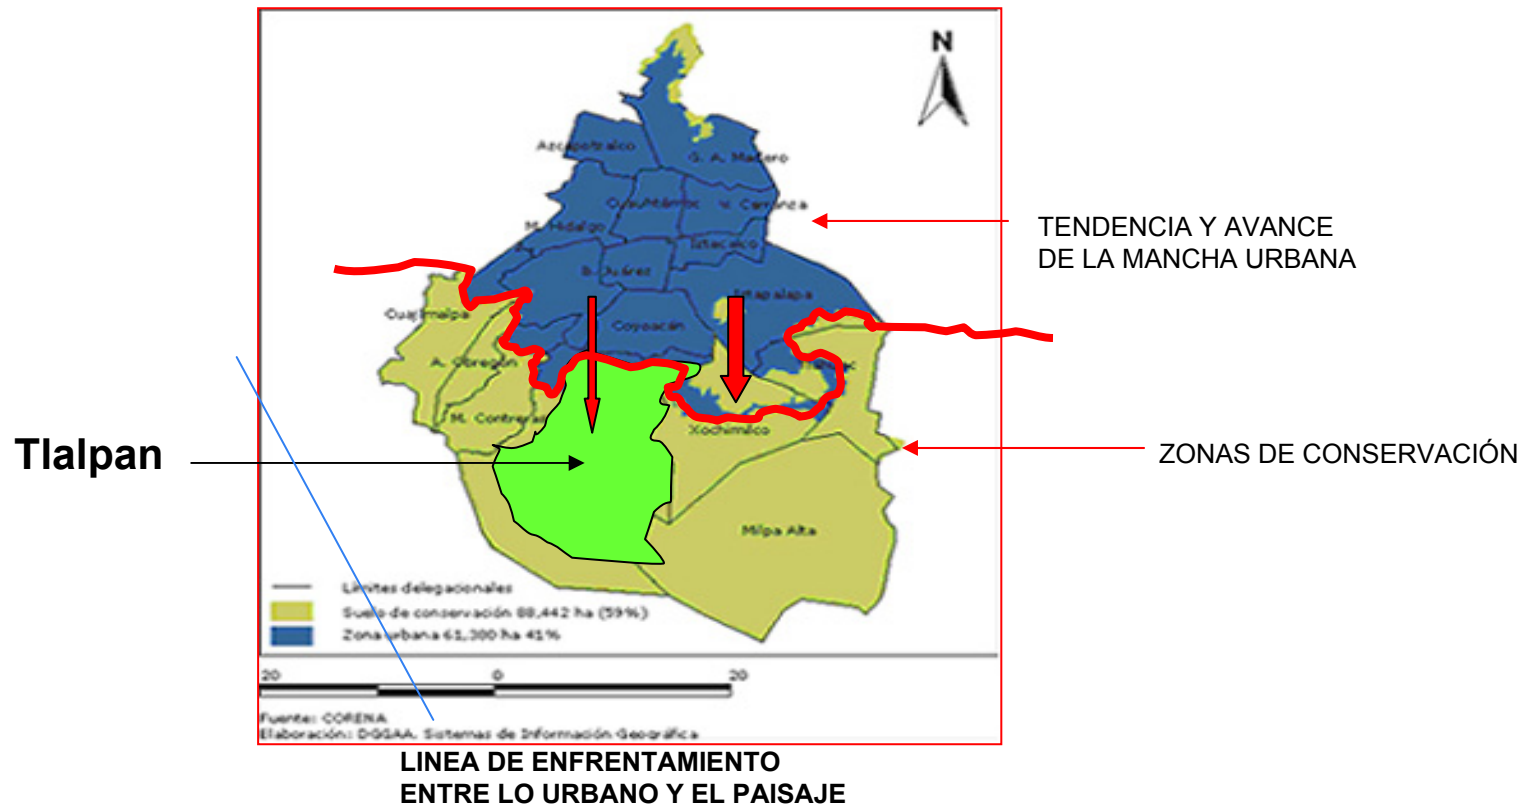 N
Azcapotzalco
G. A. Madero
Cuauhtémoc
V. Carranca
M. Hidalgo
Iztacalco
B. Juárez
Iztapalapa
Cuajimalpa
Coyoacán
A. Obregón
M. Contreras
Xochimilco
Milpa Alta
TENDENCIA Y AVANCE
DE LA MANCHA URBANA
Tlalpan
ZONAS DE CONSERVACIÓN
Límites delegacionales
Suelo de conservación 88,442 ha (59%)
Zona urbana 61,380 ha 41%
20 0 20
Fuente: CORENA
Elaboración: DGGAA. Sistemas de Información Geográfica
LINEA DE ENFRENTAMIENTO
ENTRE LO URBANO Y EL PAISAJE